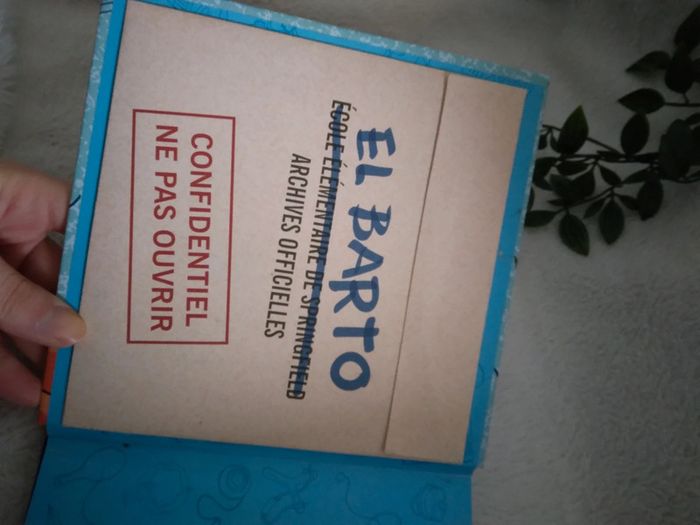 EL BARTO
ÉCOLE ÉLÉMENTAIRE DE SPRINGFIELD
ARCHIVES OFFICIELLES
CONFIDENTIEL
NE PAS OUVRIR